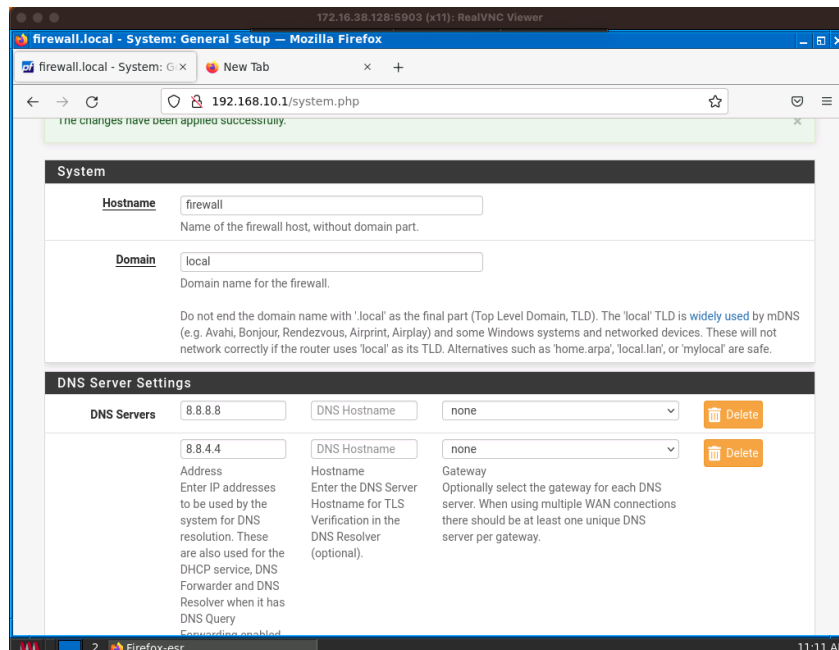 172.16.38.128:5903 (x11): RealVNC Viewer
firewall.local - System: General Setup — Mozilla Firefox
firewall.local - System: G
New Tab
192.168.10.1/system.php
The changes have been applied successfully.
System
Hostname
firewall
Name of the firewall host, without domain part.
Domain
local
Domain name for the firewall.
Do not end the domain name with '.local' as the final part (Top Level Domain, TLD). The 'local' TLD is widely used by mDNS
(e.g. Avahi, Bonjour, Rendezvous, Airprint, Airplay) and some Windows systems and networked devices. These will not
network correctly if the router uses 'local' as its TLD. Alternatives such as 'home.arpa', 'local.lan', or 'mylocal' are safe.
DNS Server Settings
DNS Servers
8.8.8.8
DNS Hostname
none
Delete
8.8.4.4
DNS Hostname
none
Delete
Address
Enter IP addresses
to be used by the
system for DNS
resolution. These
are also used for the
DHCP service, DNS
Forwarder and DNS
Resolver when it has
DNS Query
Forwarding enabled
Hostname
Enter the DNS Server
Hostname for TLS
Verification in the
DNS Resolver
(optional).
Gateway
Optionally select the gateway for each DNS
server. When using multiple WAN connections
there should be at least one unique DNS
server per gateway.
2
Firefox-esr
11:11 A